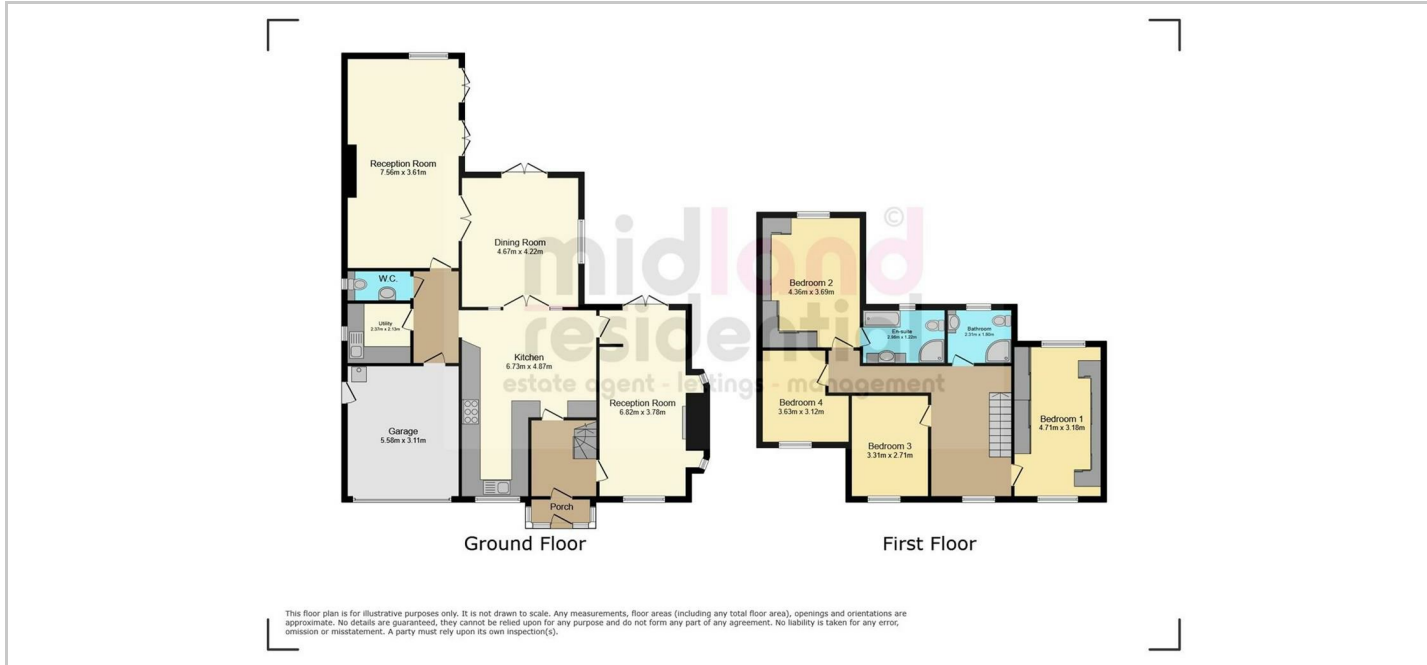 midland
©
residential
estate agent - lettings - management
Reception Room
7.56m x 3.61m
Dining Room
4.67m x 4.22m
W.C.
Utility
2.37m x 2.13m
Kitchen
6.73m x 4.87m
Garage
5.58m x 3.11m
Reception Room
6.82m x 3.78m
Porch
Ground Floor
Bedroom 2
4.36m x 3.69m
En-suite
Bathroom
Bedroom 4
3.63m x 3.12m
Bedroom 3
3.31m x 2.71m
Bedroom 1
4.71m x 3.18m
First Floor
This floor plan is for illustrative purposes only. It is not drawn to scale. Any measurements, floor areas (including any total floor area), openings and orientations are
approximate. No details are guaranteed, they cannot be relied upon for any purpose and do not form any part of any agreement. No liability is taken for any error,
omission or misstatement. A party must rely upon its own inspection(s).